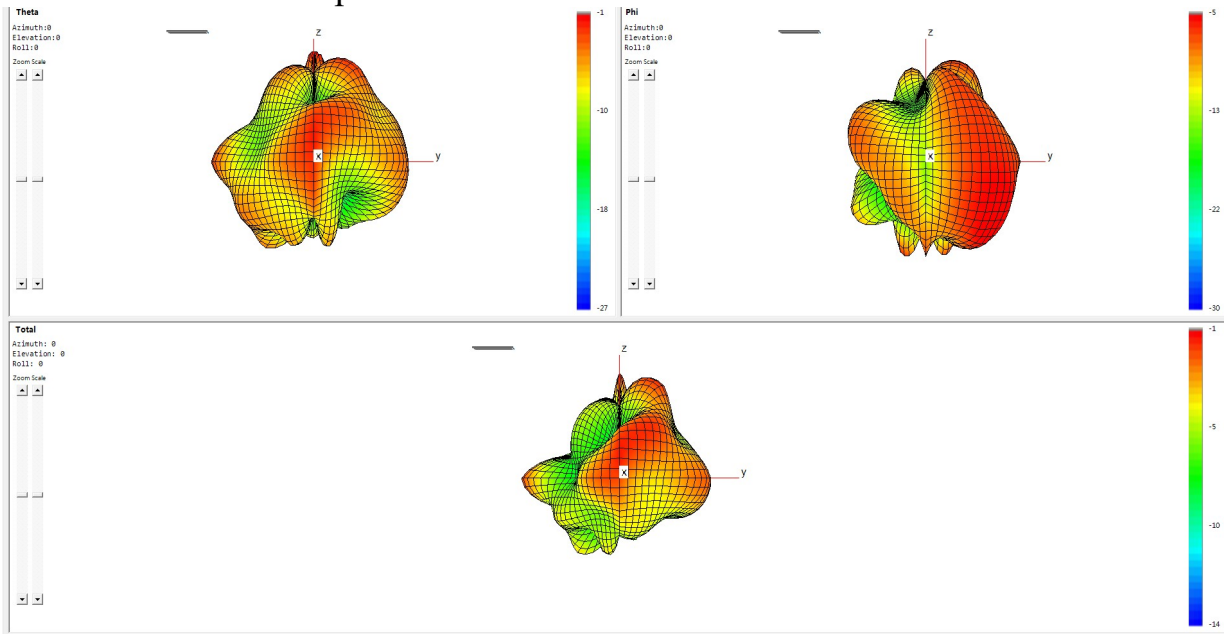 Theta
Azimuth:0
Elevation:0
Roll:0
Zoom Scale
z
y
x
-1
-10
-18
-27
Phi
Azimuth:0
Elevation:0
Roll:0
Zoom Scale
z
y
x
-5
-13
-22
-30
Total
Azimuth: 0
Elevation: 0
Roll: 0
Zoom Scale
z
y
x
-1
-5
-10
-14